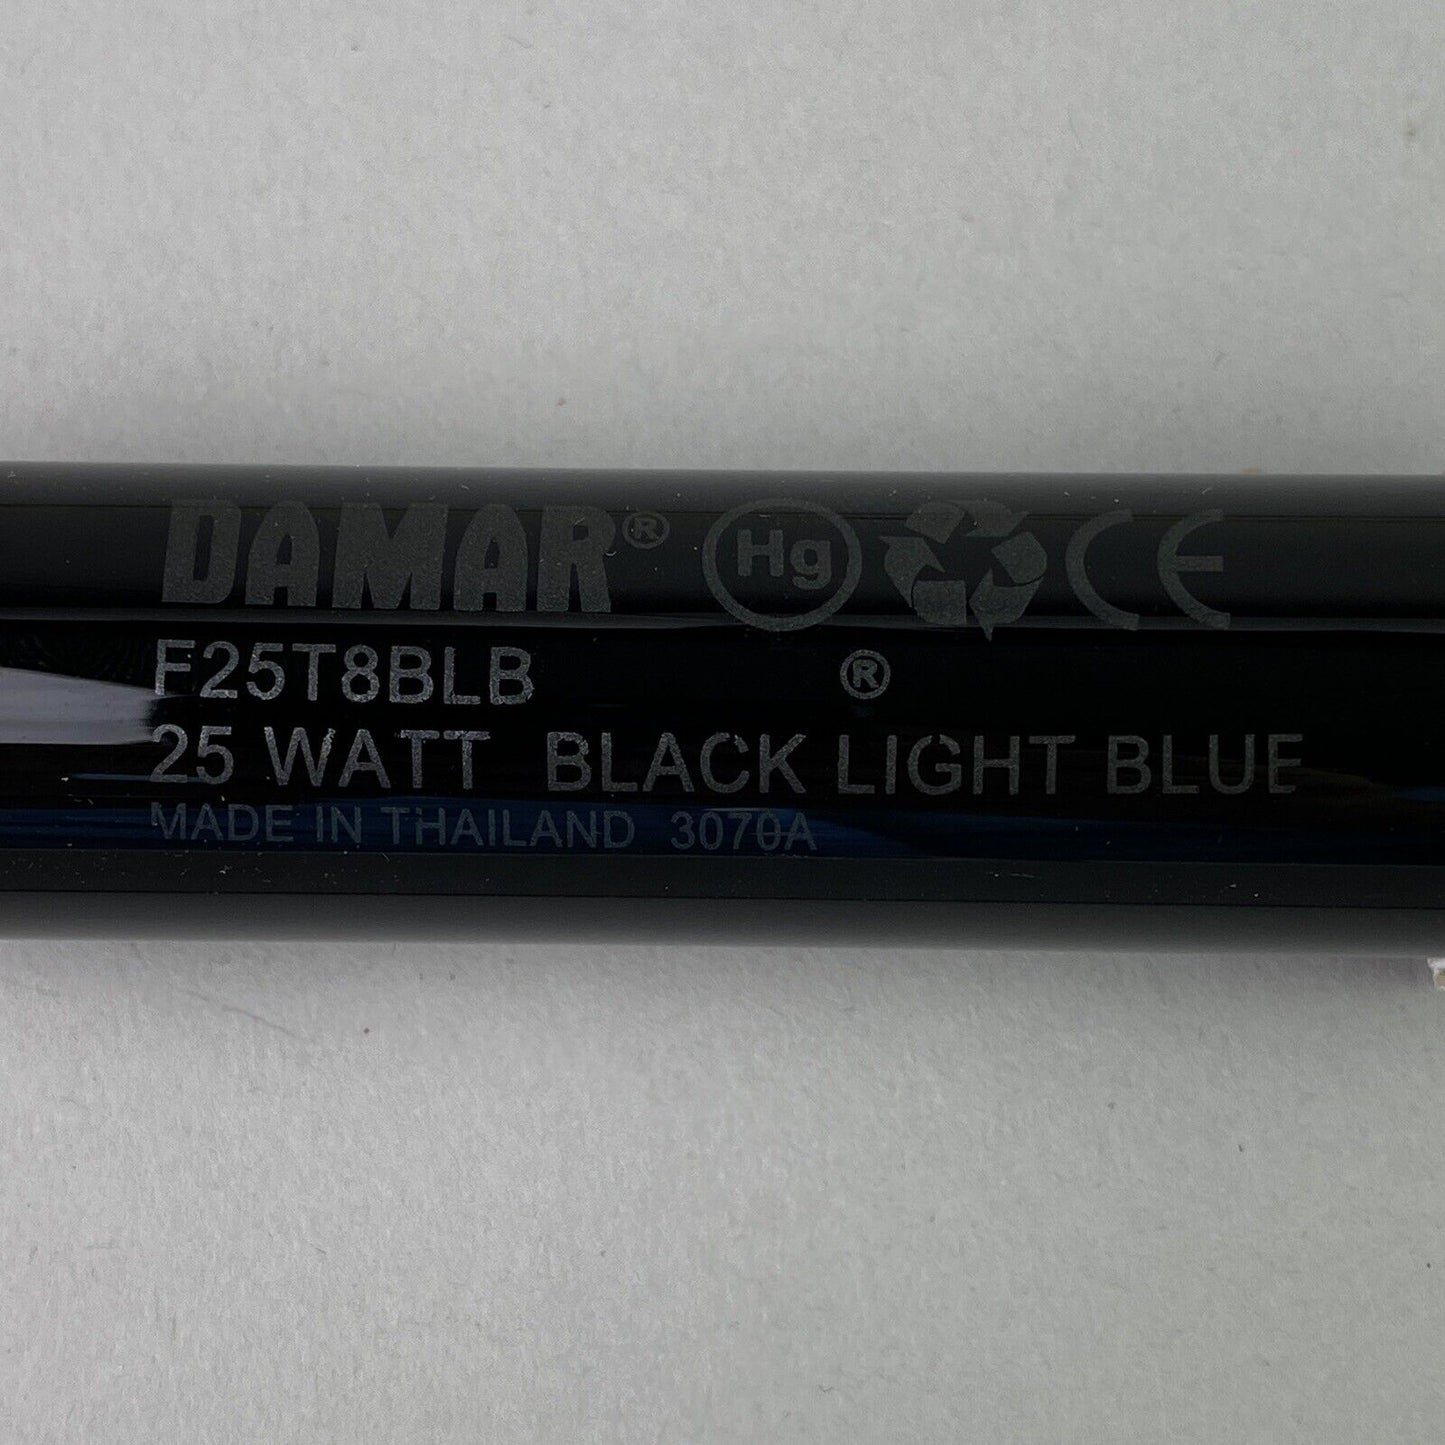 DAMAR® Hg CE
F25T8BLB ®
25 WATT BLACK LIGHT BLUE
MADE IN THAILAND 3070A